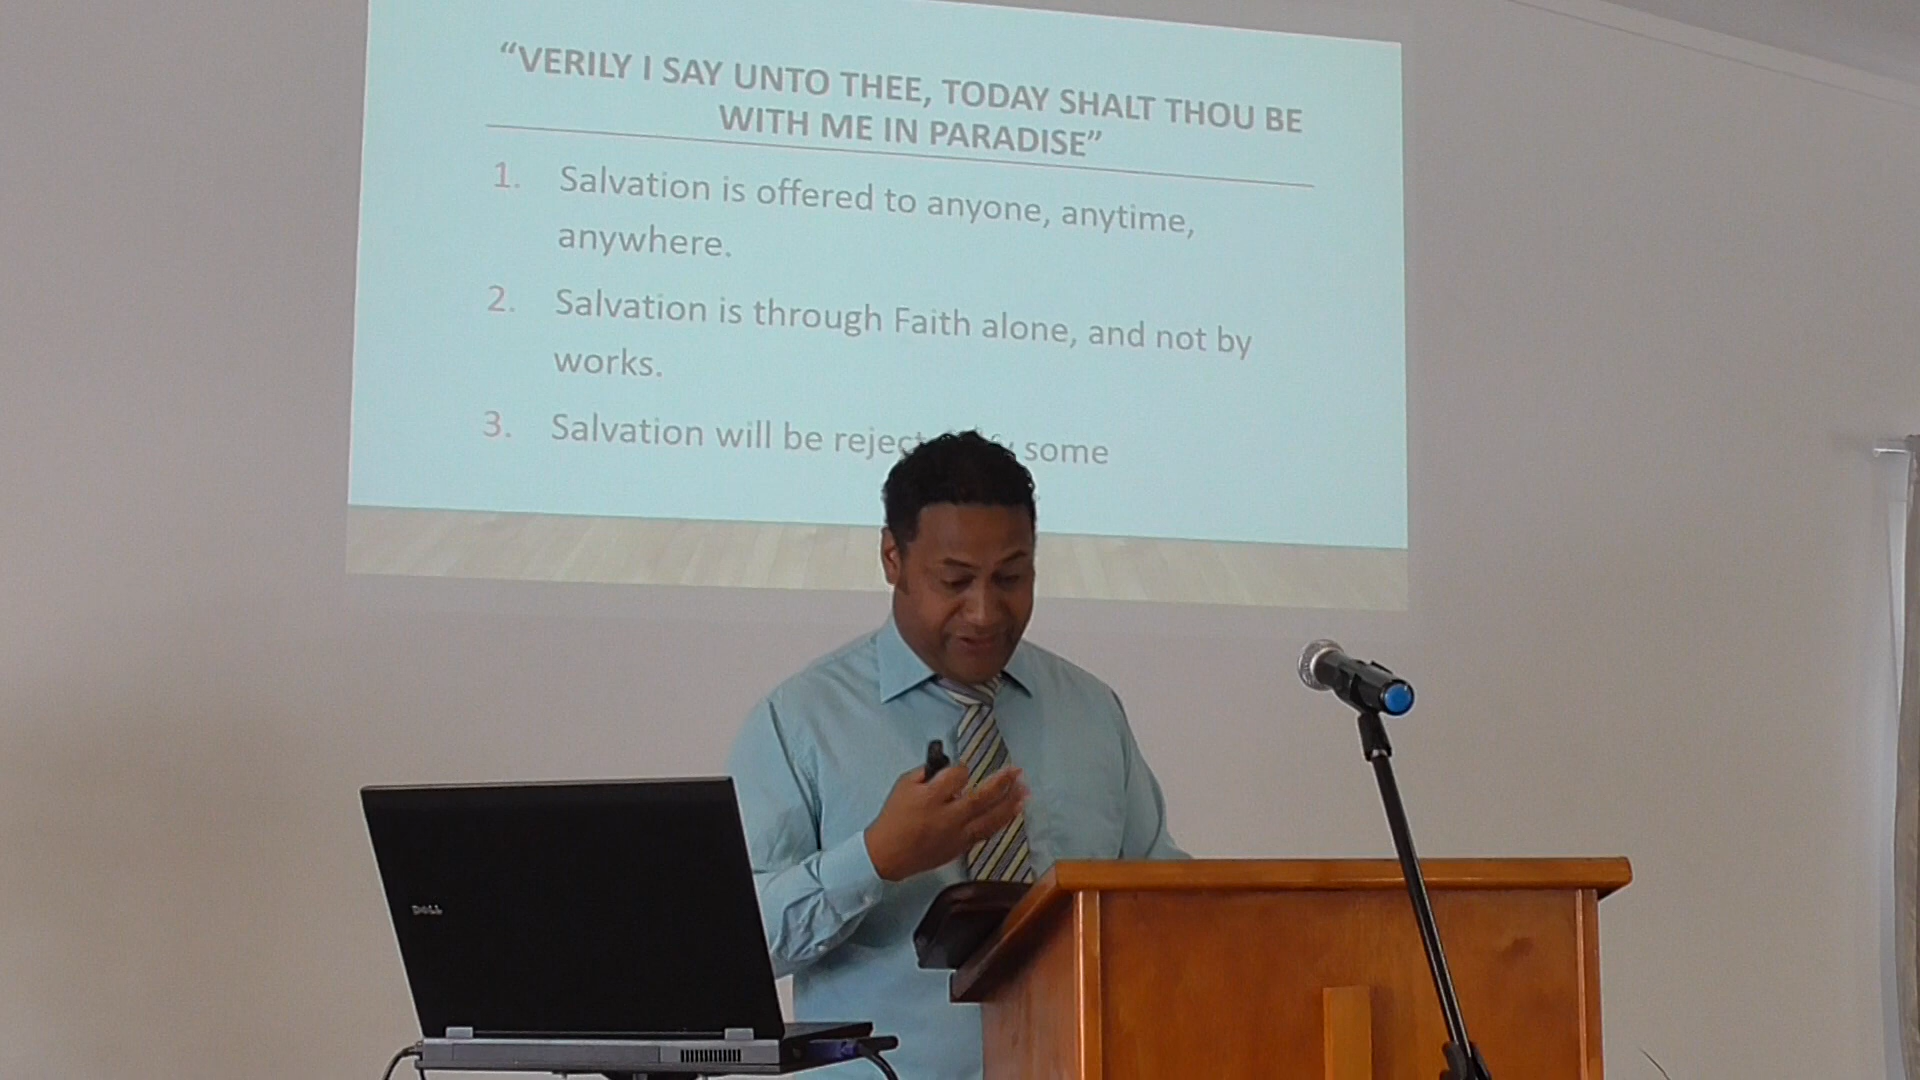 “VERILY I SAY UNTO THEE, TODAY SHALT THOU BE
WITH ME IN PARADISE”
1. Salvation is offered to anyone, anytime,
anywhere.
2. Salvation is through Faith alone, and not by
works.
3. Salvation will be some
DELL